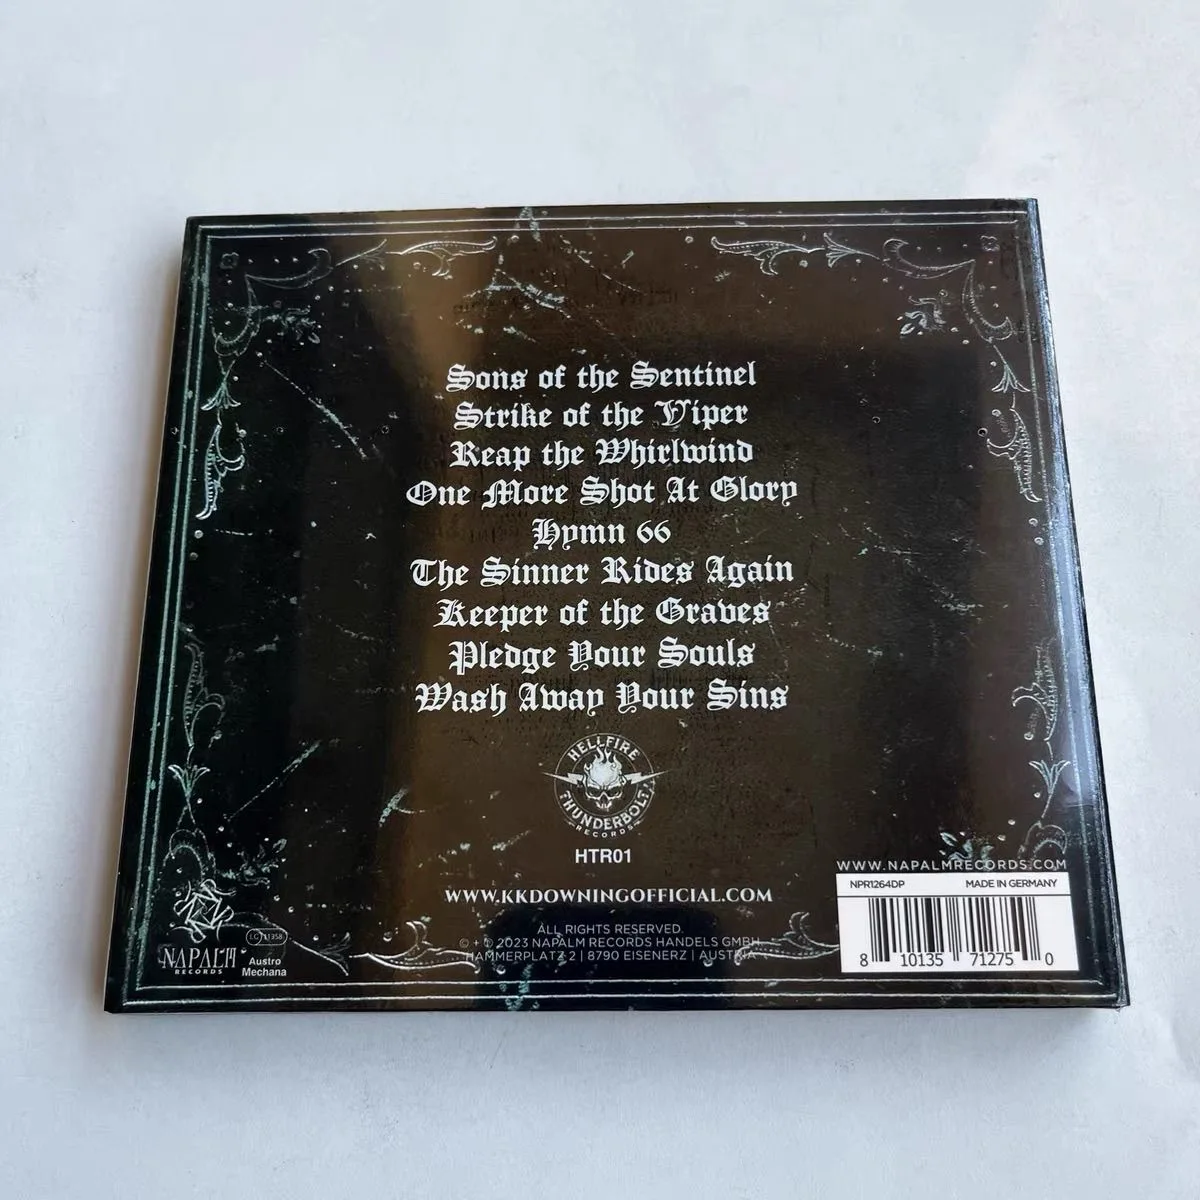 Sons of the Sentinel
Strike of the Viper
Reap the Whirlwind
One More Shot At Glory
Hymn 66
The Sinner Rides Again
Keeper of the Graves
Pledge Your Souls
Wash Away Your Sins
HELLFIRE
THUNDERBOLT
RECORDS
HTR01
WWW.KKDOWNINGOFFICIAL.COM
ALL RIGHTS RESERVED.
© + ℗ 2023 NAPALM RECORDS HANDELS GMBH
HAMMERPLATZ 2 | 8790 EISENERZ | AUSTRIA
NAPALM
RECORDS
LC 11358
Austro
Mechana
WWW.NAPALMRECORDS.COM
NPR1264DP MADE IN GERMANY
8 10135 71275 0